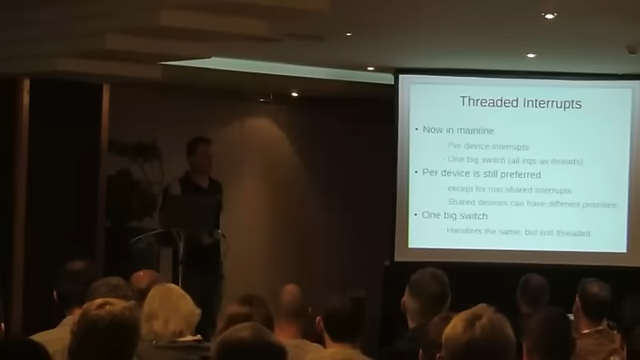 Threaded Interrupts
• Now in mainline
– Per device interrupts
– One big switch (all irqs as threads)
• Per device is still preferred
– except for non shared interrupts
– Shared devices can have different priorities
• One big switch
– Handlers the same, but just threaded